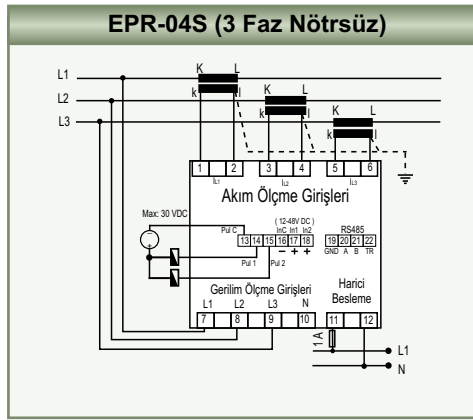 EPR-04S (3 Faz Nötrsüz)
L1
K L
L2
k l K L
L3
k l K L
k l
1 2 3 4 5 6
IL1 IL2 IL3
Akım Ölçme Girişleri
Max: 30 VDC
( 12-48V DC )
Pul C InC In1 In2 RS485
13 14 15 16 17 18 19 20 21 22
Pul 1 Pul 2 − + + GND A B TR
Gerilim Ölçme Girişleri Harici
L1 L2 L3 N Besleme
7 8 9 10 11 12
1 A
L1
N